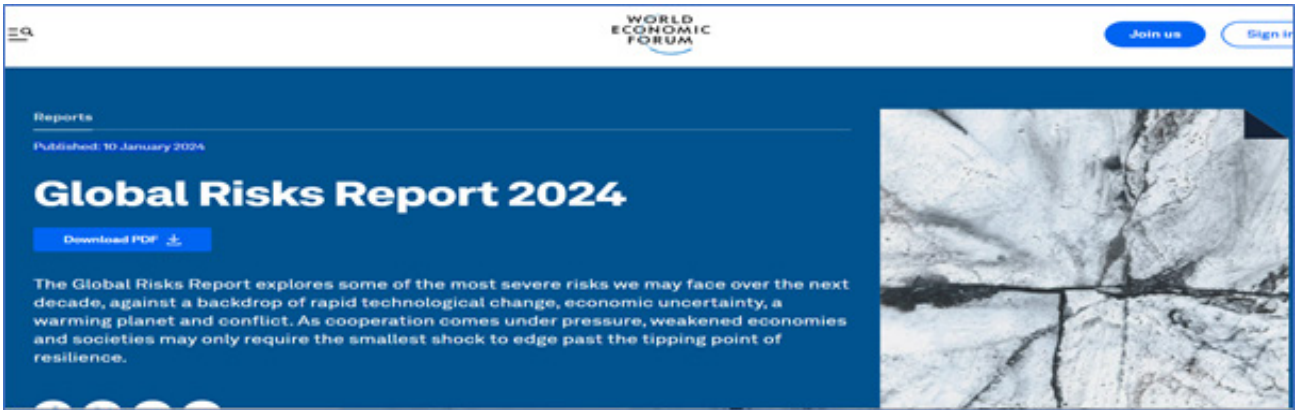 WORLD
ECONOMIC
FORUM
Join us
Sign in
Reports
Published: 10 January 2024
Global Risks Report 2024
Download PDF
The Global Risks Report explores some of the most severe risks we may face over the next
decade, against a backdrop of rapid technological change, economic uncertainty, a
warming planet and conflict. As cooperation comes under pressure, weakened economies
and societies may only require the smallest shock to edge past the tipping point of
resilience.